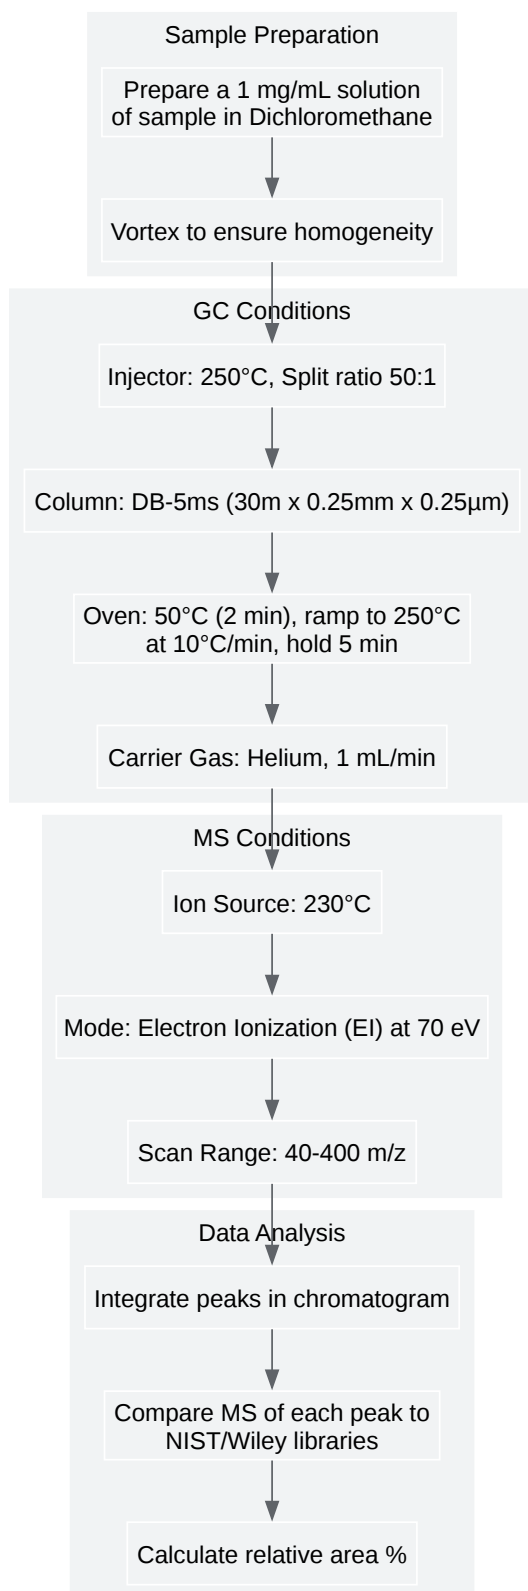 Sample Preparation
Prepare a 1 mg/mL solution
of sample in Dichloromethane
Vortex to ensure homogeneity
GC Conditions
Injector: 250°C, Split ratio 50:1
Column: DB-5ms (30m x 0.25mm x 0.25µm)
Oven: 50°C (2 min), ramp to 250°C
at 10°C/min, hold 5 min
Carrier Gas: Helium, 1 mL/min
MS Conditions
Ion Source: 230°C
Mode: Electron Ionization (EI) at 70 eV
Scan Range: 40-400 m/z
Data Analysis
Integrate peaks in chromatogram
Compare MS of each peak to
NIST/Wiley libraries
Calculate relative area %